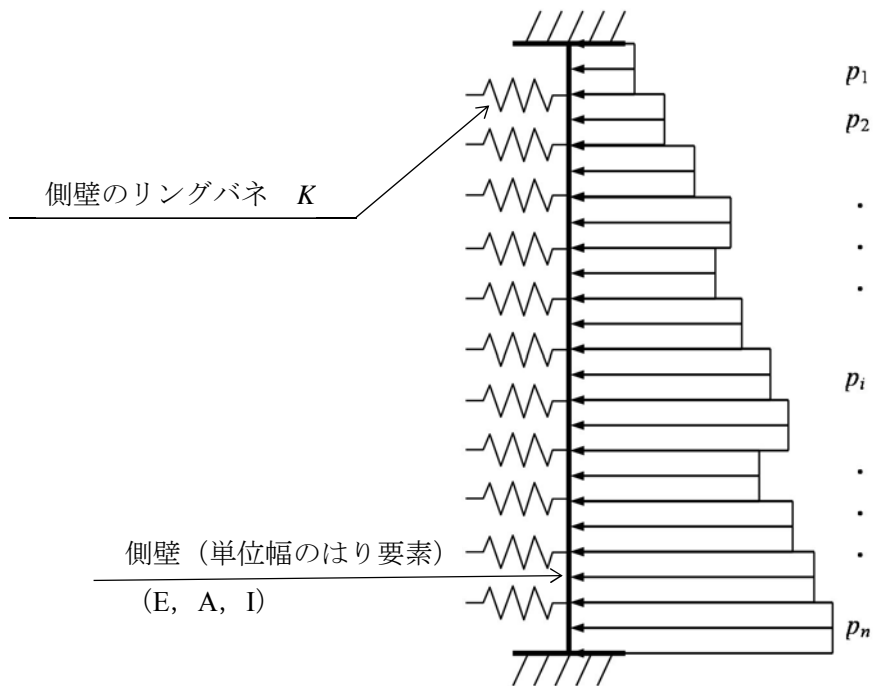 p1
p2
側壁のリングバネ K
・
・
・
pi
・
・
・
側壁（単位幅のはり要素）
（E，A，I）
pn